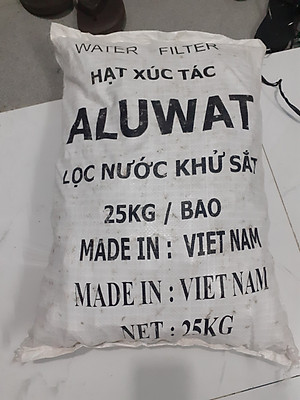 WATER FILTER
HẠT XÚC TÁC
ALUWAT
LỌC NƯỚC KHỬ SẮT
25KG / BAO
MADE IN : VIET NAM
MADE IN : VIET NAM
NET : 25KG